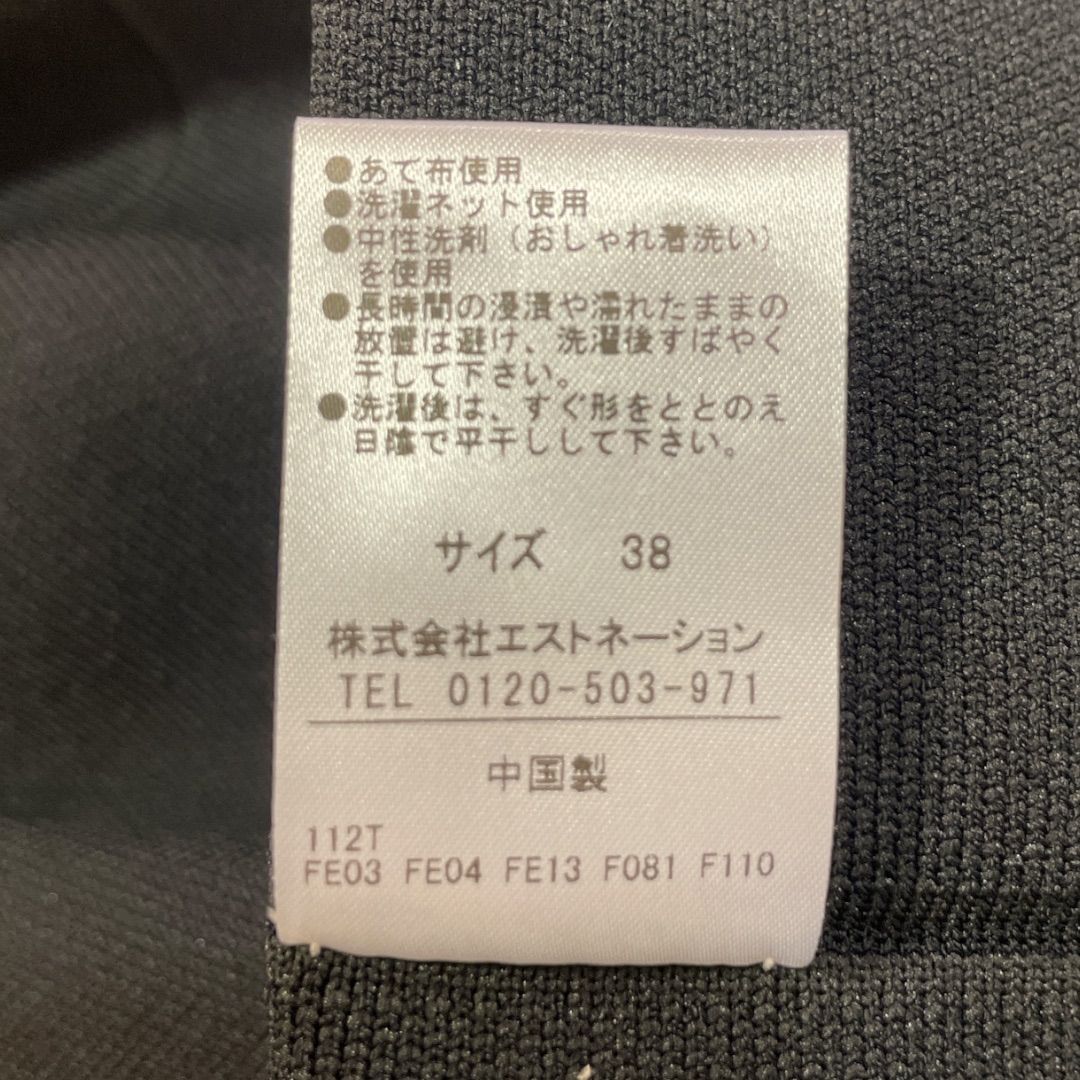 ●あて布使用
●洗濯ネット使用
●中性洗剤（おしゃれ着洗い）
を使用
●長時間の浸漬や濡れたままの
放置は避け、洗濯後すばやく
干して下さい。
●洗濯後は、すぐ形をととのえ
日陰で平干しして下さい。
サイズ 38
株式会社エストネーション
TEL 0120-503-971
中国製
112T
FE03 FE04 FE13 F081 F110